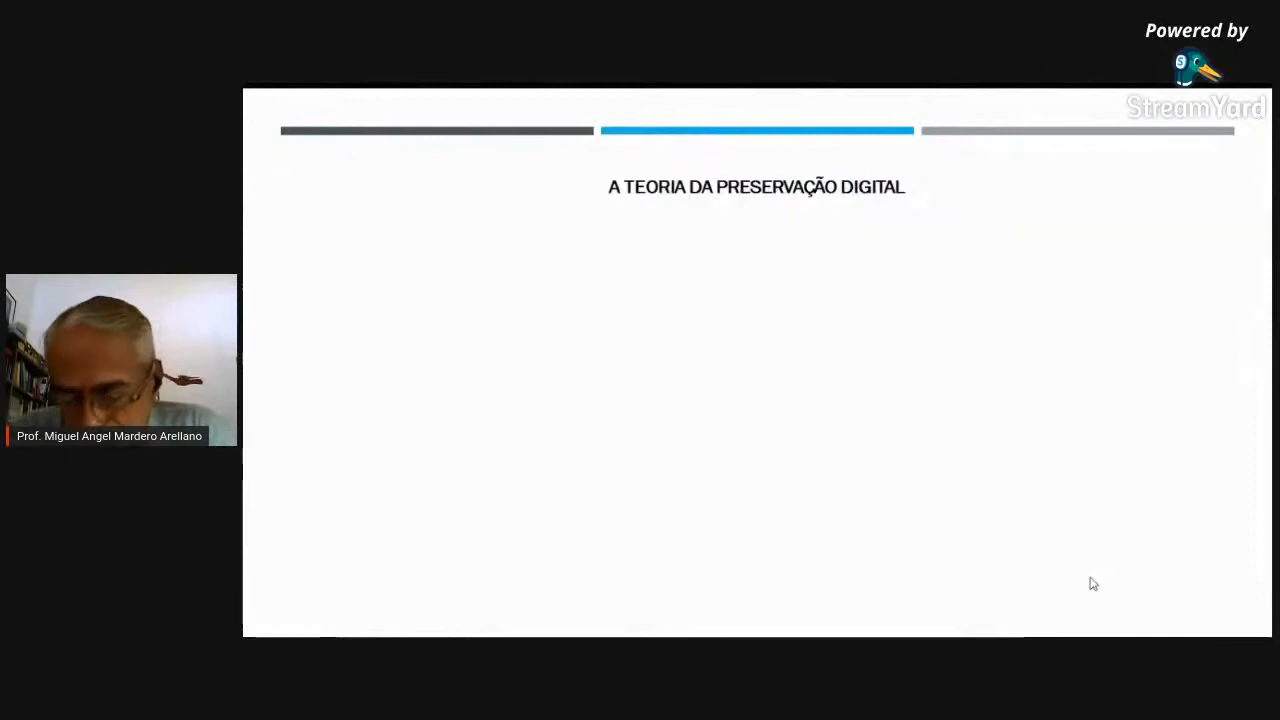 Powered by
StreamYard
A TEORIA DA PRESERVAÇÃO DIGITAL
Prof. Miguel Angel Mardero Arellano